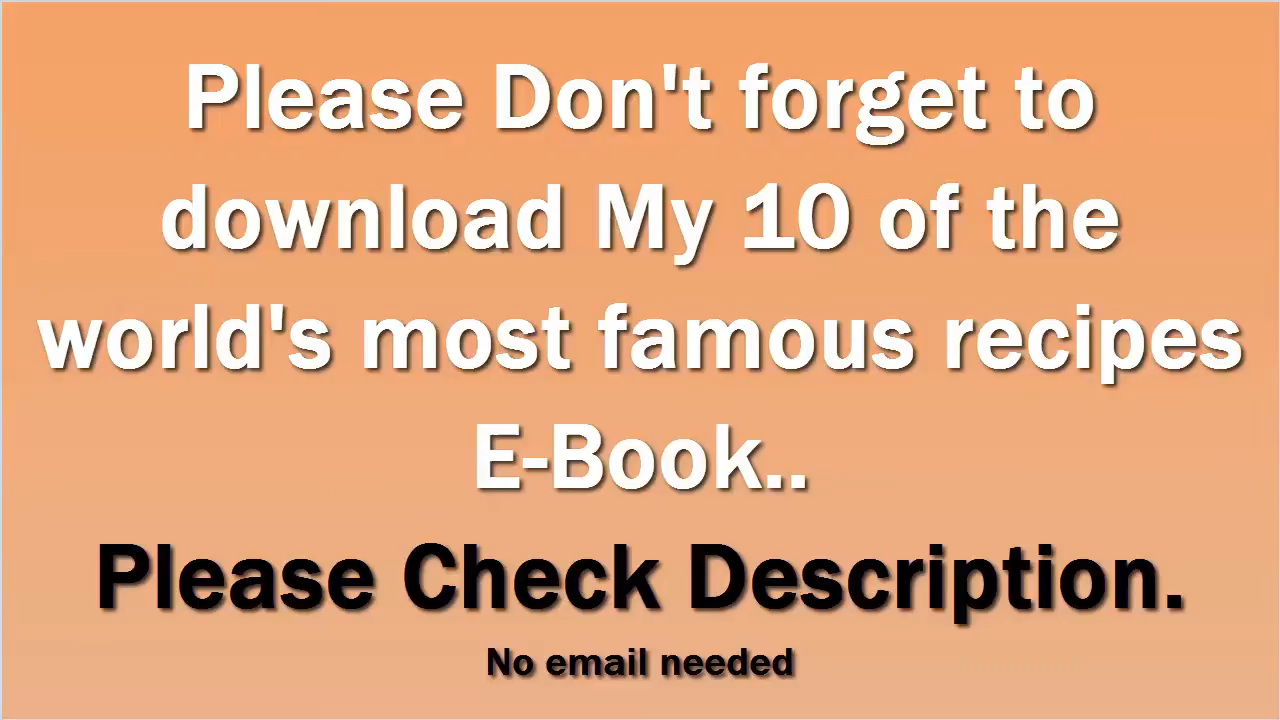 Please Don't forget to
download My 10 of the
world's most famous recipes
E-Book..
Please Check Description.
No email needed